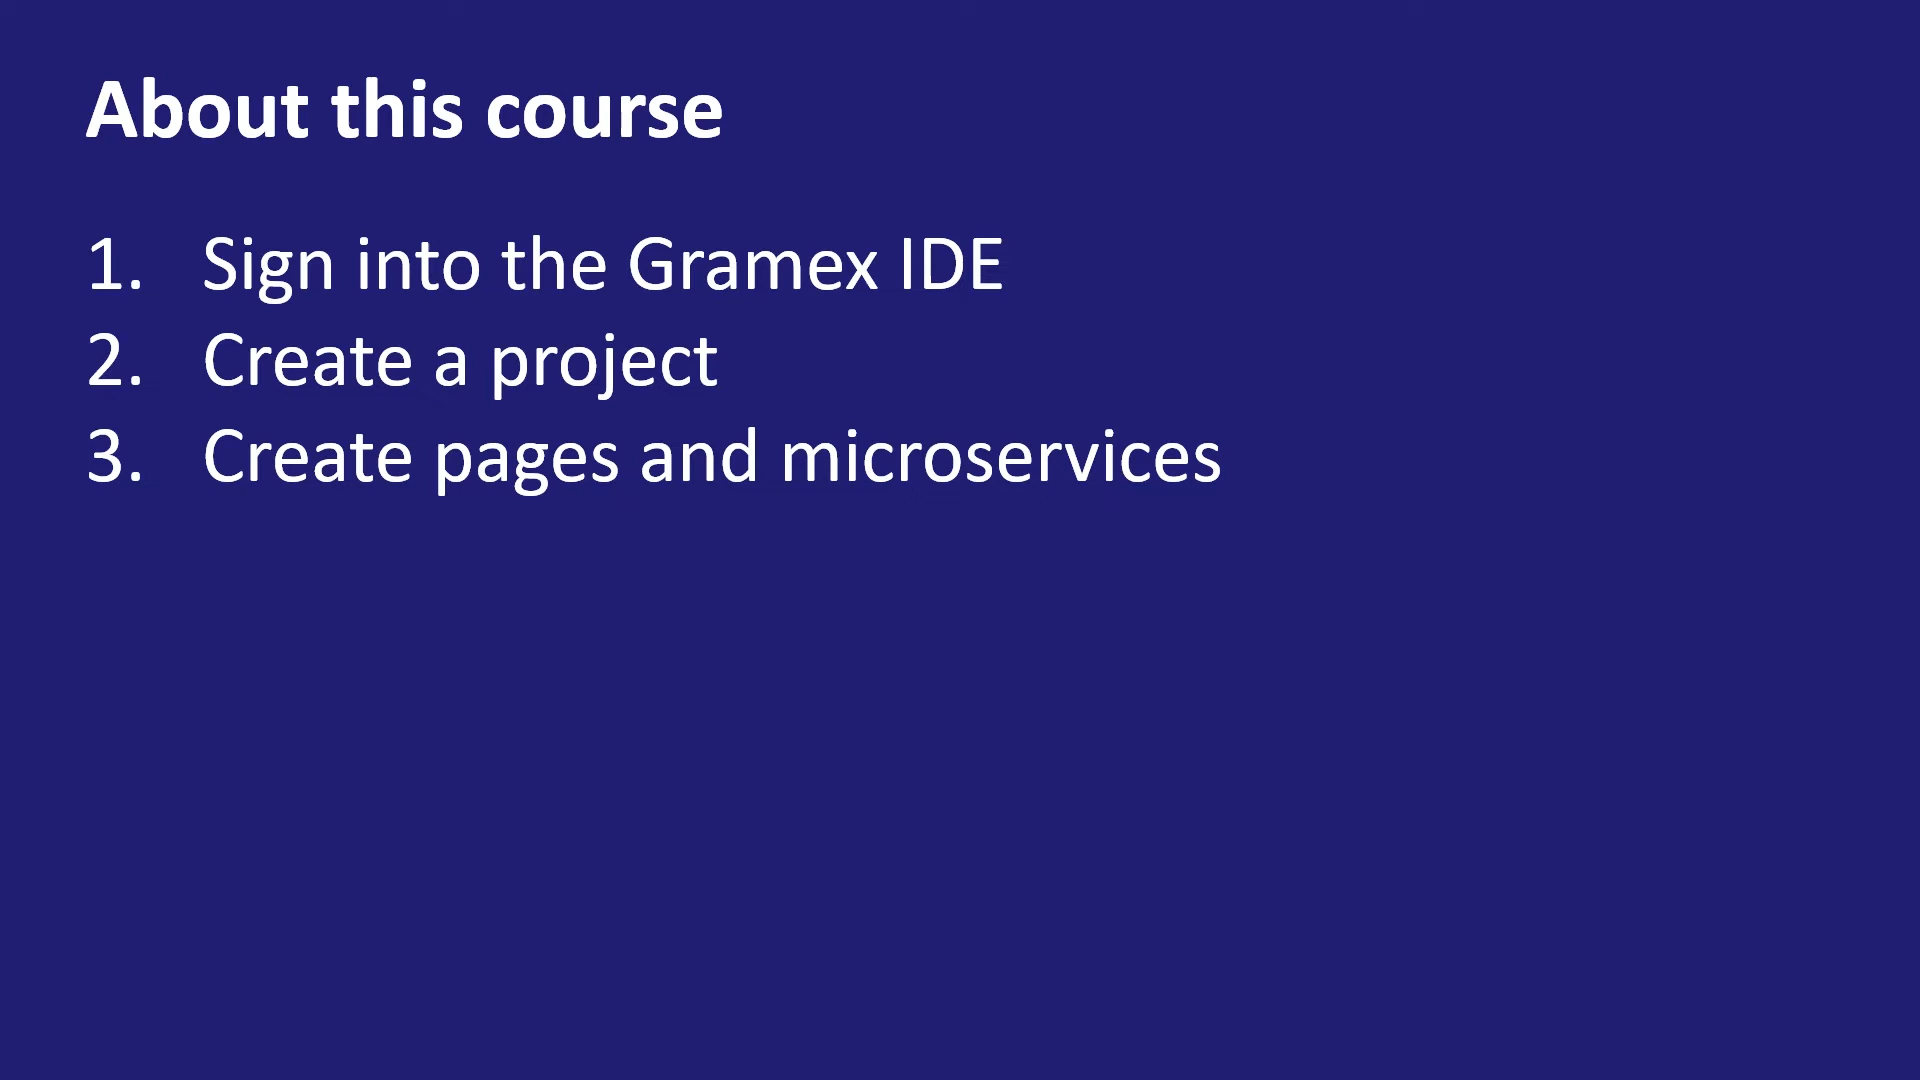 About this course
1. Sign into the Gramex IDE
2. Create a project
3. Create pages and microservices